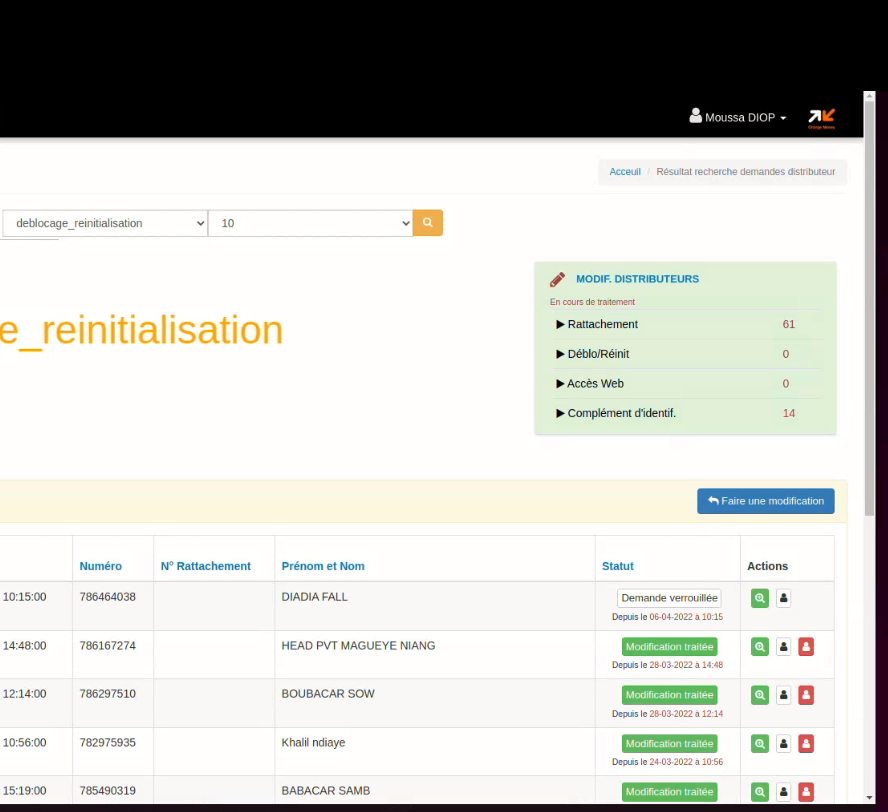 Moussa DIOP
Orange Money
Acceuil / Résultat recherche demandes distributeur
deblocage_reinitialisation 10
MODIF. DISTRIBUTEURS
En cours de traitement
Rattachement 61
Déblo/Réinit 0
Accès Web 0
Complément d'identif. 14
e_reinitialisation
Faire une modification
Numéro N° Rattachement Prénom et Nom Statut Actions
10:15:00 786464038 DIADIA FALL Demande verrouillée
Depuis le 06-04-2022 à 10:15
14:48:00 786167274 HEAD PVT MAGUEYE NIANG Modification traitée
Depuis le 28-03-2022 à 14:48
12:14:00 786297510 BOUBACAR SOW Modification traitée
Depuis le 28-03-2022 à 12:14
10:56:00 782975935 Khalil ndiaye Modification traitée
Depuis le 24-03-2022 à 10:56
15:19:00 785490319 BABACAR SAMB Modification traitée